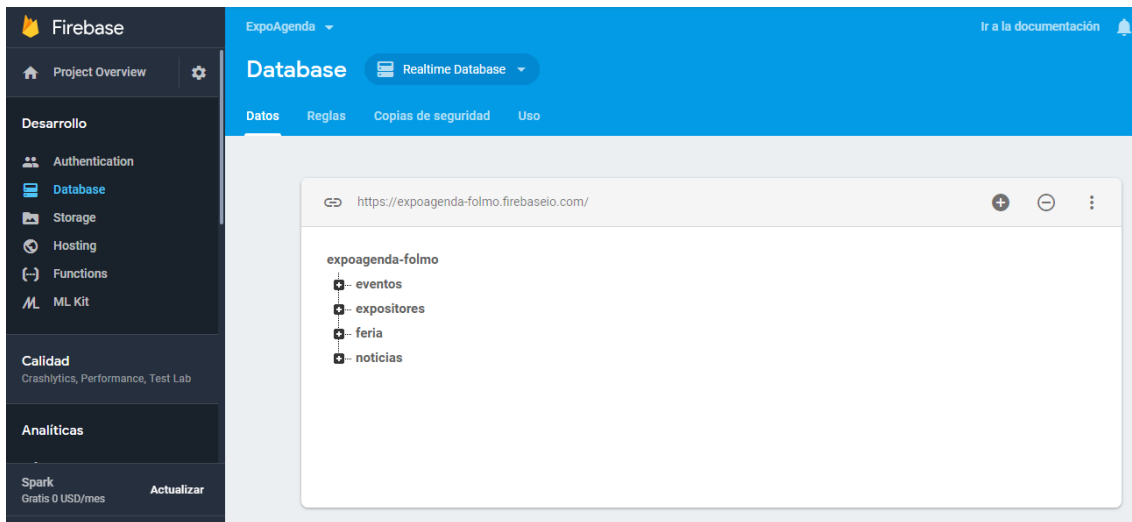 Firebase
Project Overview
Desarrollo
Authentication
Database
Storage
Hosting
Functions
ML Kit
Calidad
Crashlytics, Performance, Test Lab
Analíticas
Spark
Gratis 0 USD/mes
Actualizar
ExpoAgenda
Ir a la documentación
Database
Realtime Database
Datos Reglas Copias de seguridad Uso
https://expoagenda-folmo.firebaseio.com/
expoagenda-folmo
eventos
expositores
feria
noticias